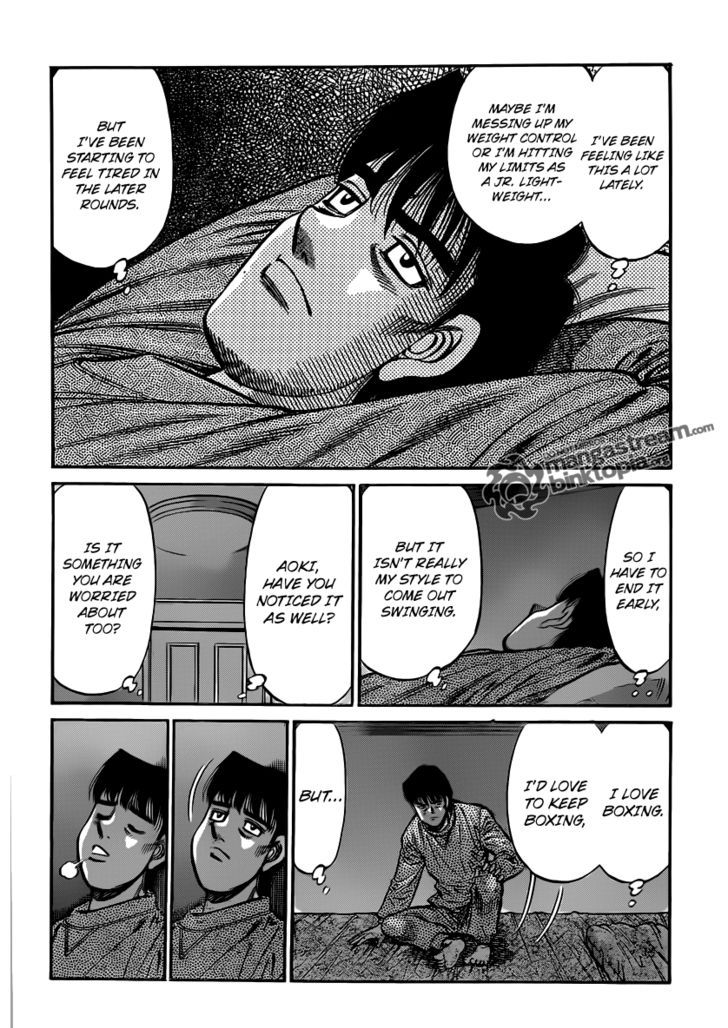 I'VE BEEN
FEELING LIKE
THIS A LOT
LATELY.
MAYBE I'M
MESSING UP MY
WEIGHT CONTROL
OR I'M HITTING
MY LIMITS AS
A JR. LIGHT-
WEIGHT...
BUT
I'VE BEEN
STARTING TO
FEEL TIRED IN
THE LATER
ROUNDS.
mangastream.com
binktopia
SO I
HAVE TO
END IT
EARLY,
BUT IT
ISN'T REALLY
MY STYLE TO
COME OUT
SWINGING.
AOKI,
HAVE YOU
NOTICED IT
AS WELL?
IS IT
SOMETHING
YOU ARE
WORRIED
ABOUT
TOO?
I LOVE
BOXING.
I'D LOVE
TO KEEP
BOXING,
BUT...